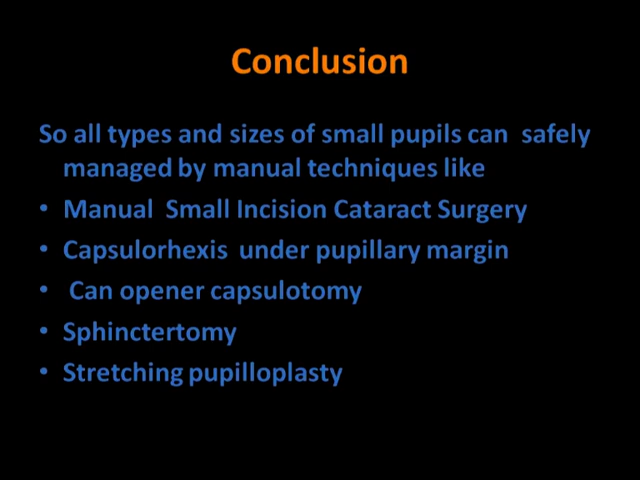 Conclusion
So all types and sizes of small pupils can safely
managed by manual techniques like
• Manual Small Incision Cataract Surgery
• Capsulorhexis under pupillary margin
• Can opener capsulotomy
• Sphinctertomy
• Stretching pupilloplasty